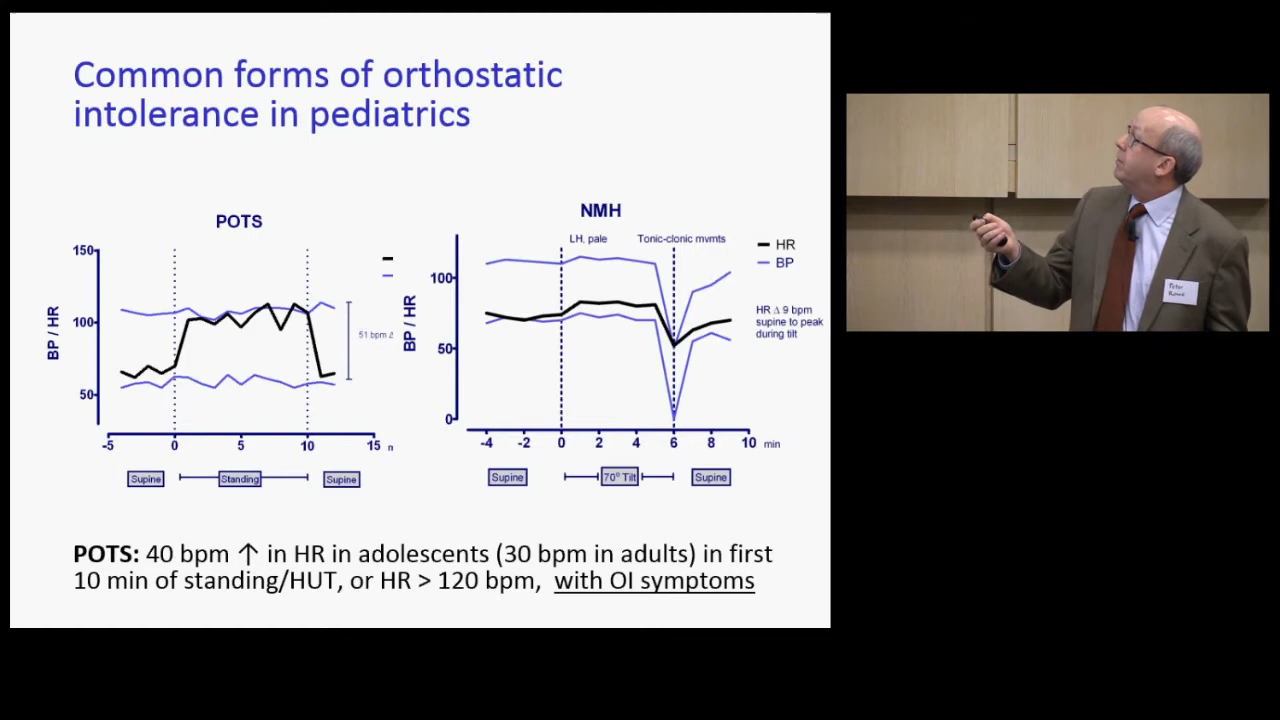 Common forms of orthostatic
intolerance in pediatrics
POTS
150
100
50
BP / HR
-5 0 5 10 15
Supine Standing Supine
51 bpm
NMH
LH, pale Tonic-clonic mvmts
HR
BP
100
50
0
BP / HR
HR Δ 9 bpm
supine to peak
during tilt
-4 -2 0 2 4 6 8 10 min
Supine 70° Tilt Supine
POTS: 40 bpm ↑ in HR in adolescents (30 bpm in adults) in first
10 min of standing/HUT, or HR > 120 bpm, with OI symptoms
Peter
Rowe